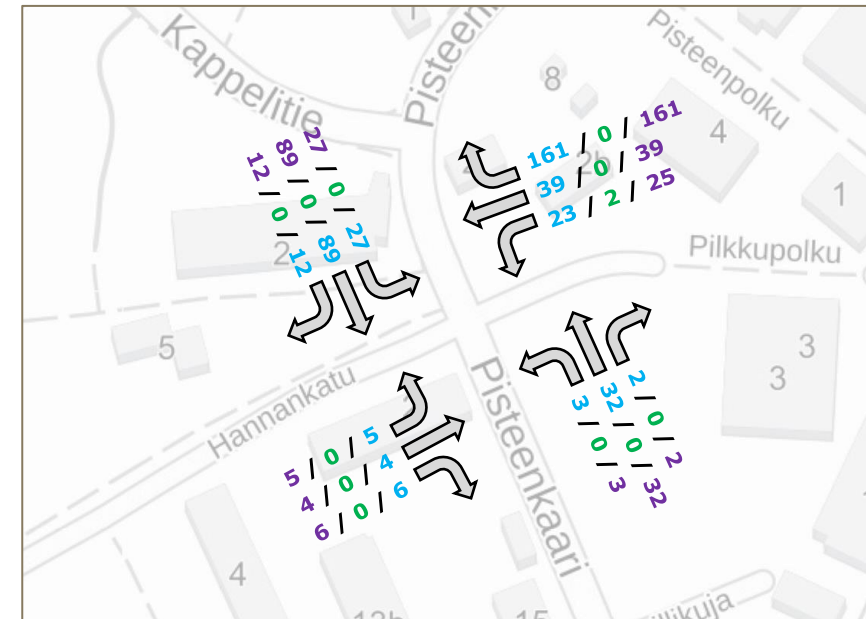 Kappelitie
Pisteenpolku
8
4
1
161 / 0 / 161
39 / 0 / 39
23 / 2 / 25
12 / 0 / 12
89 / 0 / 89
27 / 0 / 27
2
Pilkkupolku
5
3
3
Hannankatu
Pisteenkaari
5 / 0 / 5
4 / 0 / 4
6 / 0 / 6
3 / 0 / 3
32 / 0 / 32
2 / 0 / 2
4